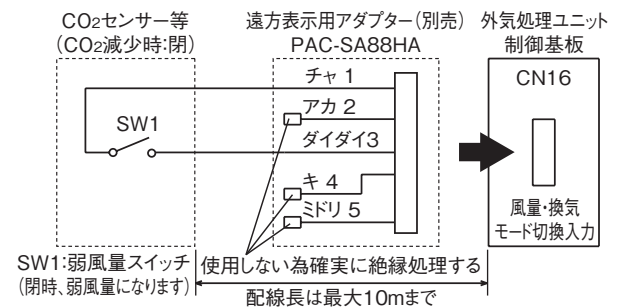 CO2センサー等
(CO2減少時:閉)
遠方表示用アダプター(別売)
PAC-SA88HA
外気処理ユニット
制御基板
チャ 1
アカ 2
ダイダイ3
キ 4
ミドリ 5
SW1
CN16
風量・換気
モード切換入力
SW1:弱風量スイッチ
(閉時、弱風量になります)
使用しない為確実に絶縁処理する
配線長は最大10mまで